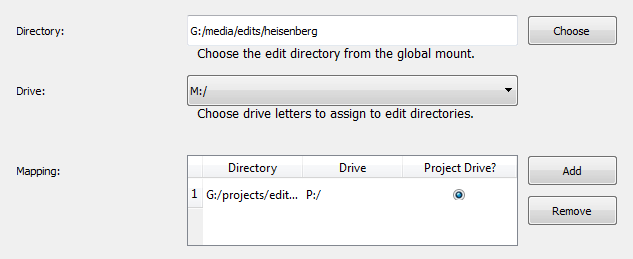 Directory: G:/media/edits/heisenberg Choose
Choose the edit directory from the global mount.
Drive: M:/
Choose drive letters to assign to edit directories.
Mapping: Directory Drive Project Drive? Add
1 G:/projects/edit... P:/
Remove